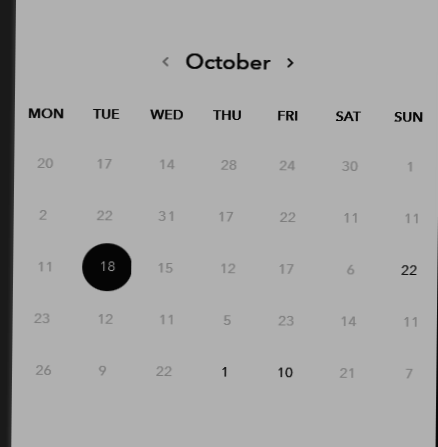 ‹ October ›
MON TUE WED THU FRI SAT SUN
20 17 14 28 24 30 1
2 22 31 17 22 11 11
11 18 15 12 17 6 22
23 12 11 5 23 14 11
26 9 22 1 10 21 7